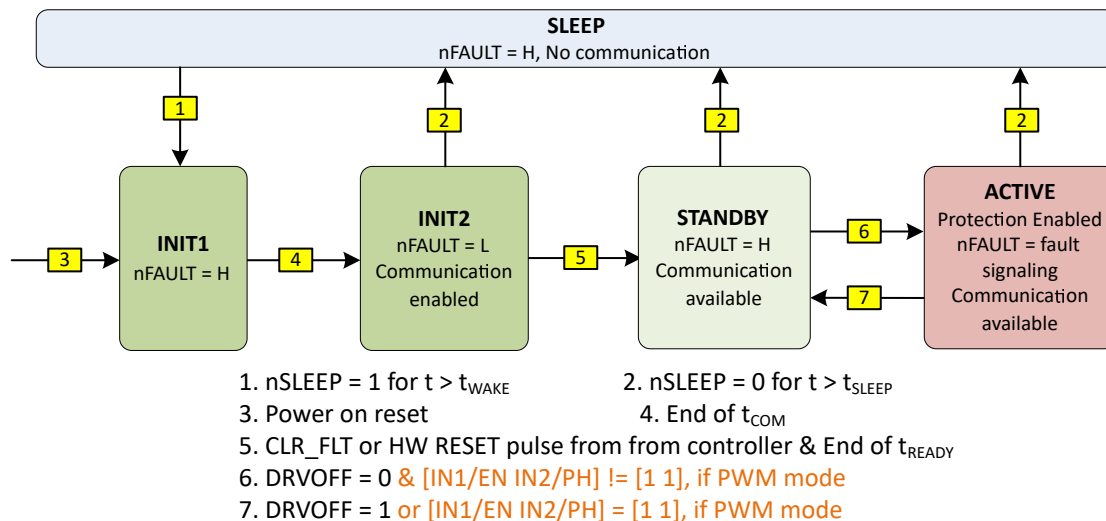 SLEEP
nFAULT = H, No communication
1
2
2
2
INIT1
nFAULT = H
INIT2
nFAULT = L
Communication
enabled
STANDBY
nFAULT = H
Communication
available
ACTIVE
Protection Enabled
nFAULT = fault
signaling
Communication
available
3
4
5
6
7
1. nSLEEP = 1 for t > tWAKE
2. nSLEEP = 0 for t > tSLEEP
3. Power on reset
4. End of tCOM
5. CLR_FLT or HW RESET pulse from from controller & End of tREADY
6. DRVOFF = 0 & [IN1/EN IN2/PH] != [1 1], if PWM mode
7. DRVOFF = 1 or [IN1/EN IN2/PH] = [1 1], if PWM mode